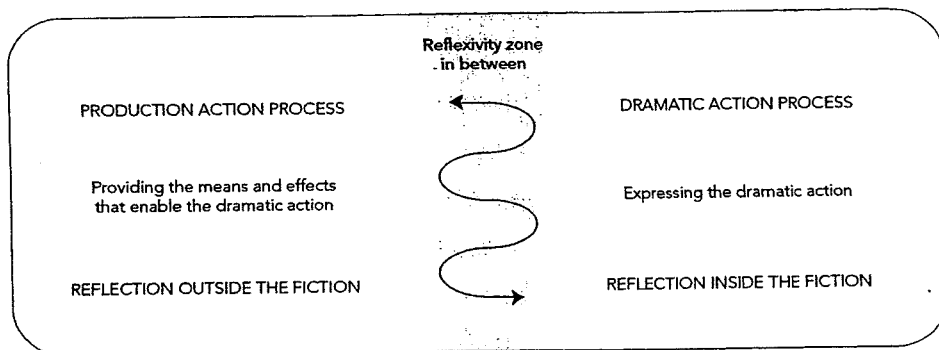 Reflexivity zone
in between
PRODUCTION ACTION PROCESS
DRAMATIC ACTION PROCESS
Providing the means and effects
that enable the dramatic action
Expressing the dramatic action
REFLECTION OUTSIDE THE FICTION
REFLECTION INSIDE THE FICTION